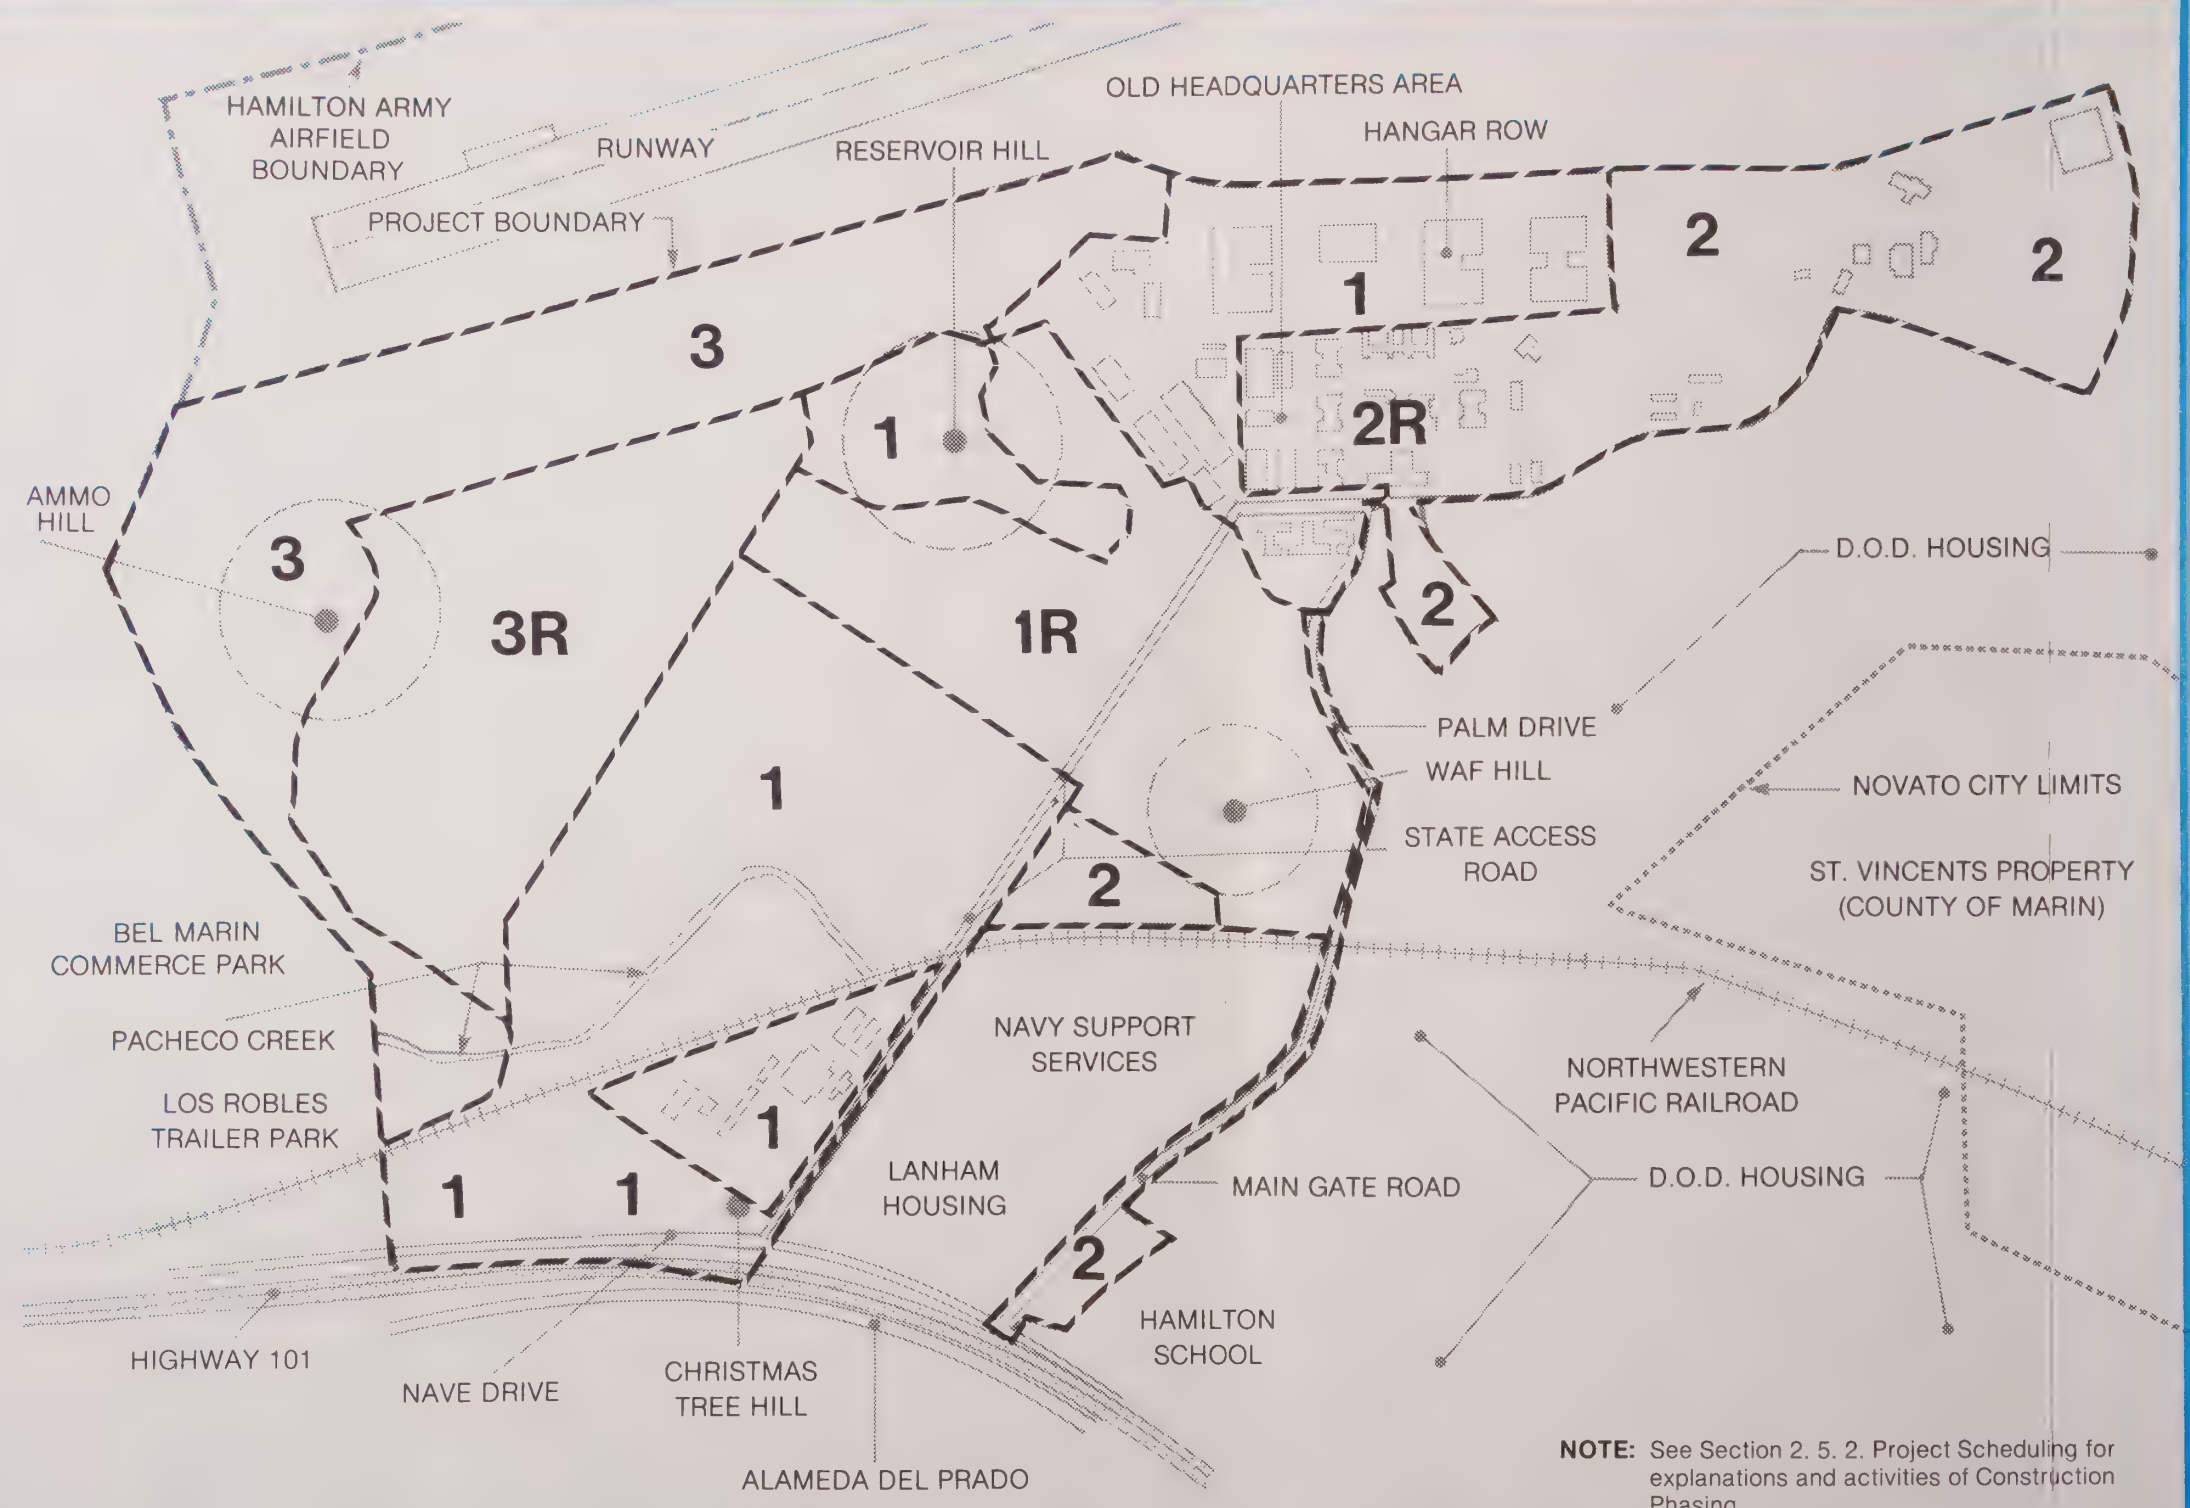 HAMILTON ARMY
AIRFIELD
BOUNDARY
RUNWAY
PROJECT BOUNDARY
RESERVOIR HILL
OLD HEADQUARTERS AREA
HANGAR ROW
2
2
1
3
1
2R
AMMO
HILL
3
3R
1R
2
D.O.D. HOUSING
PALM DRIVE
WAF HILL
NOVATO CITY LIMITS
1
STATE ACCESS
ROAD
2
ST. VINCENTS PROPERTY
(COUNTY OF MARIN)
BEL MARIN
COMMERCE PARK
PACHECO CREEK
NAVY SUPPORT
SERVICES
NORTHWESTERN
PACIFIC RAILROAD
LOS ROBLES
TRAILER PARK
1
1
1
LANHAM
HOUSING
MAIN GATE ROAD
D.O.D. HOUSING
2
HAMILTON
SCHOOL
HIGHWAY 101
NAVE DRIVE
CHRISTMAS
TREE HILL
ALAMEDA DEL PRADO
NOTE: See Section 2. 5. 2. Project Scheduling for
explanations and activities of Construction
Phasing